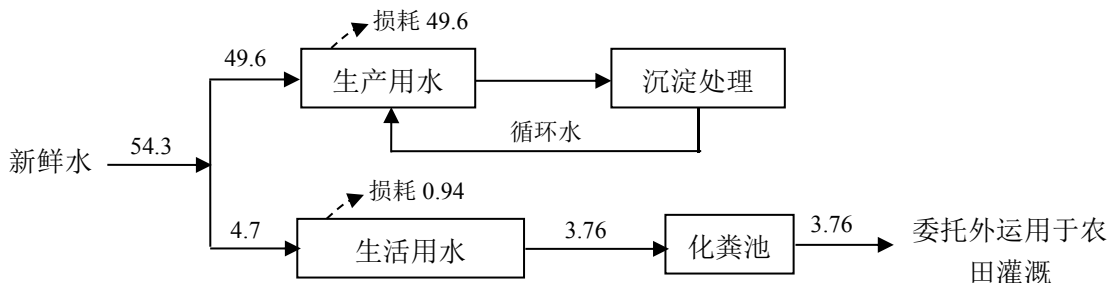 损耗 49.6
49.6
生产用水
沉淀处理
循环水
新鲜水
54.3
损耗 0.94
4.7
生活用水
3.76
化粪池
3.76
委托外运用于农
田灌溉